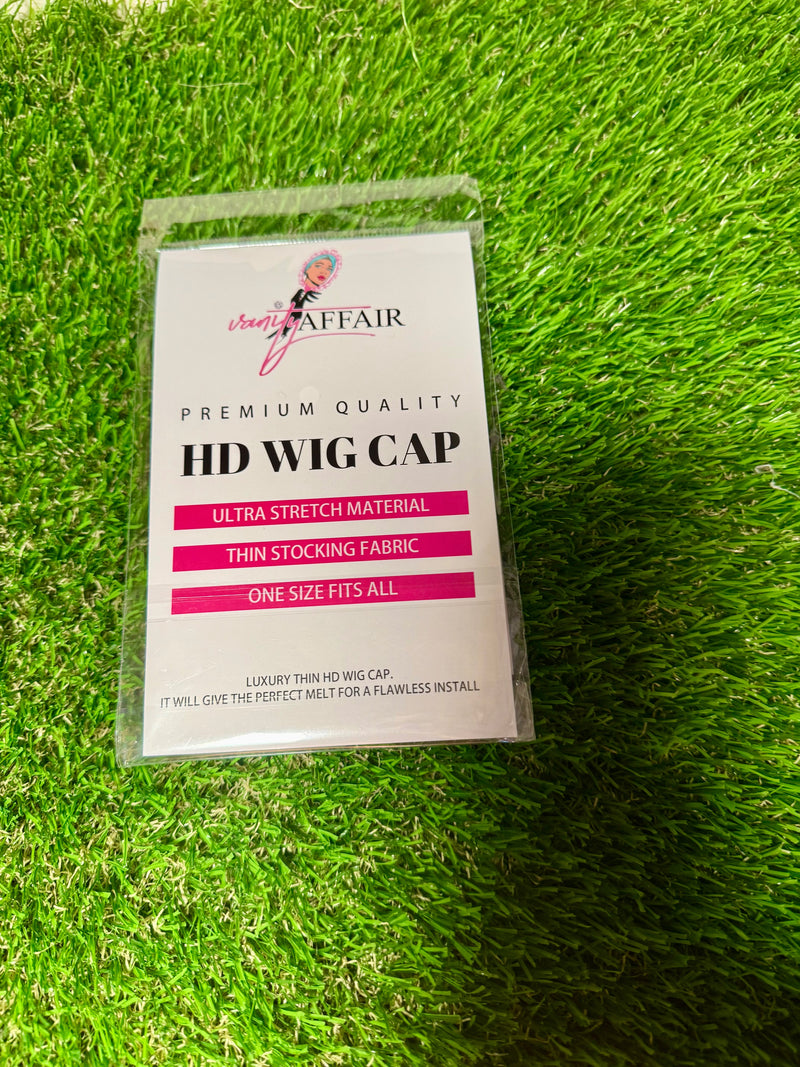 vanity AFFAIR
PREMIUM QUALITY
HD WIG CAP
ULTRA STRETCH MATERIAL
THIN STOCKING FABRIC
ONE SIZE FITS ALL
LUXURY THIN HD WIG CAP.
IT WILL GIVE THE PERFECT MELT FOR A FLAWLESS INSTALL